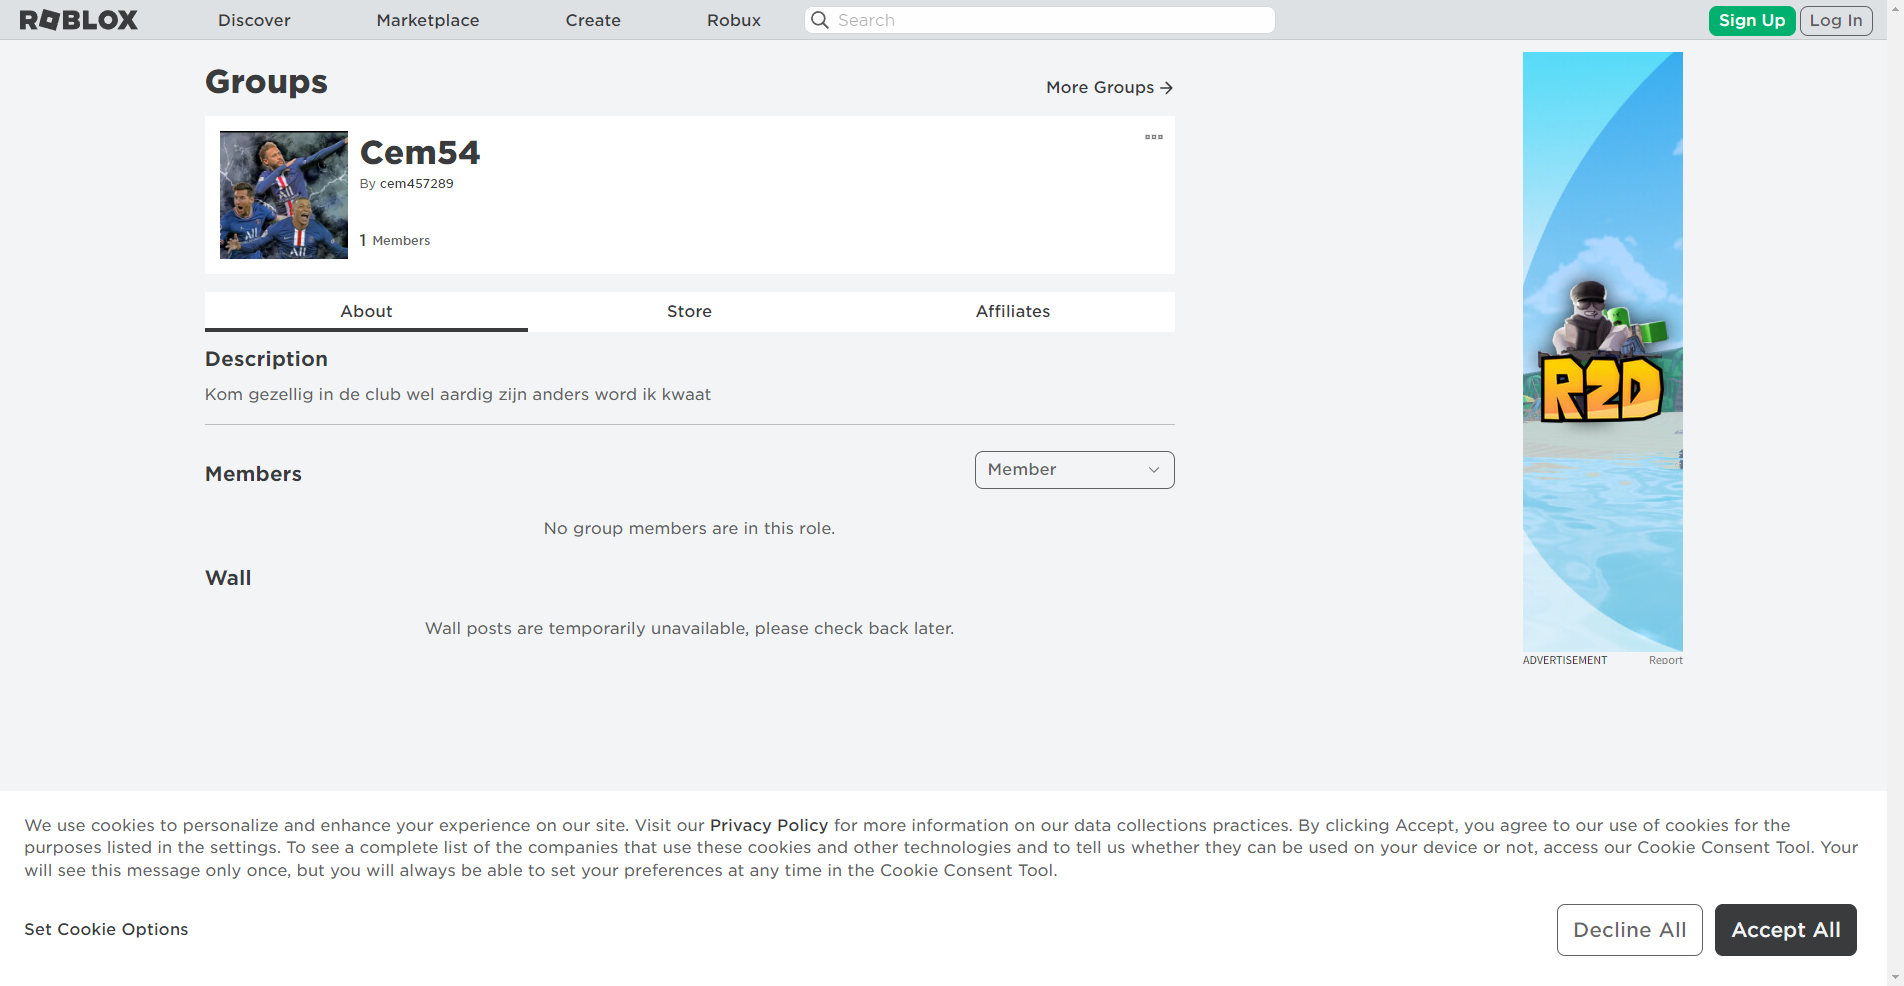 ROBLOX
Discover
Marketplace
Create
Robux
Search
Sign Up
Log In
Groups
More Groups
Cem54
By cem457289
1 Members
About
Store
Affiliates
Description
Kom gezellig in de club wel aardig zijn anders word ik kwaat
Members
Member
No group members are in this role.
Wall
Wall posts are temporarily unavailable, please check back later.
R2D
ADVERTISEMENT
Report
We use cookies to personalize and enhance your experience on our site. Visit our Privacy Policy for more information on our data collections practices. By clicking Accept, you agree to our use of cookies for the
purposes listed in the settings. To see a complete list of the companies that use these cookies and other technologies and to tell us whether they can be used on your device or not, access our Cookie Consent Tool. Your
will see this message only once, but you will always be able to set your preferences at any time in the Cookie Consent Tool.
Set Cookie Options
Decline All
Accept All